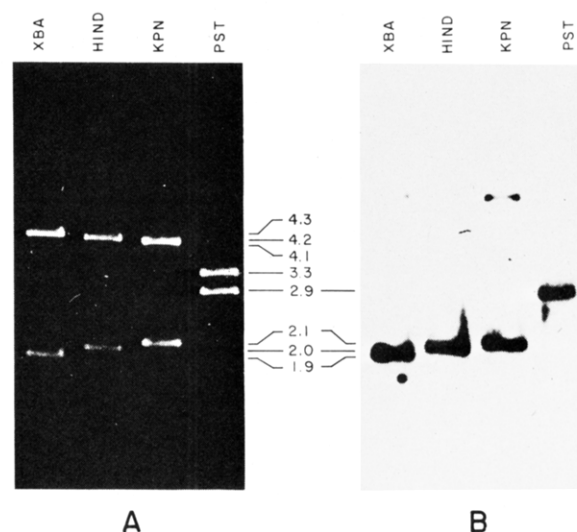 XBA HIND KPN PST
XBA HIND KPN PST
4.3
4.2
4.1
3.3
2.9
2.1
2.0
1.9
A
B